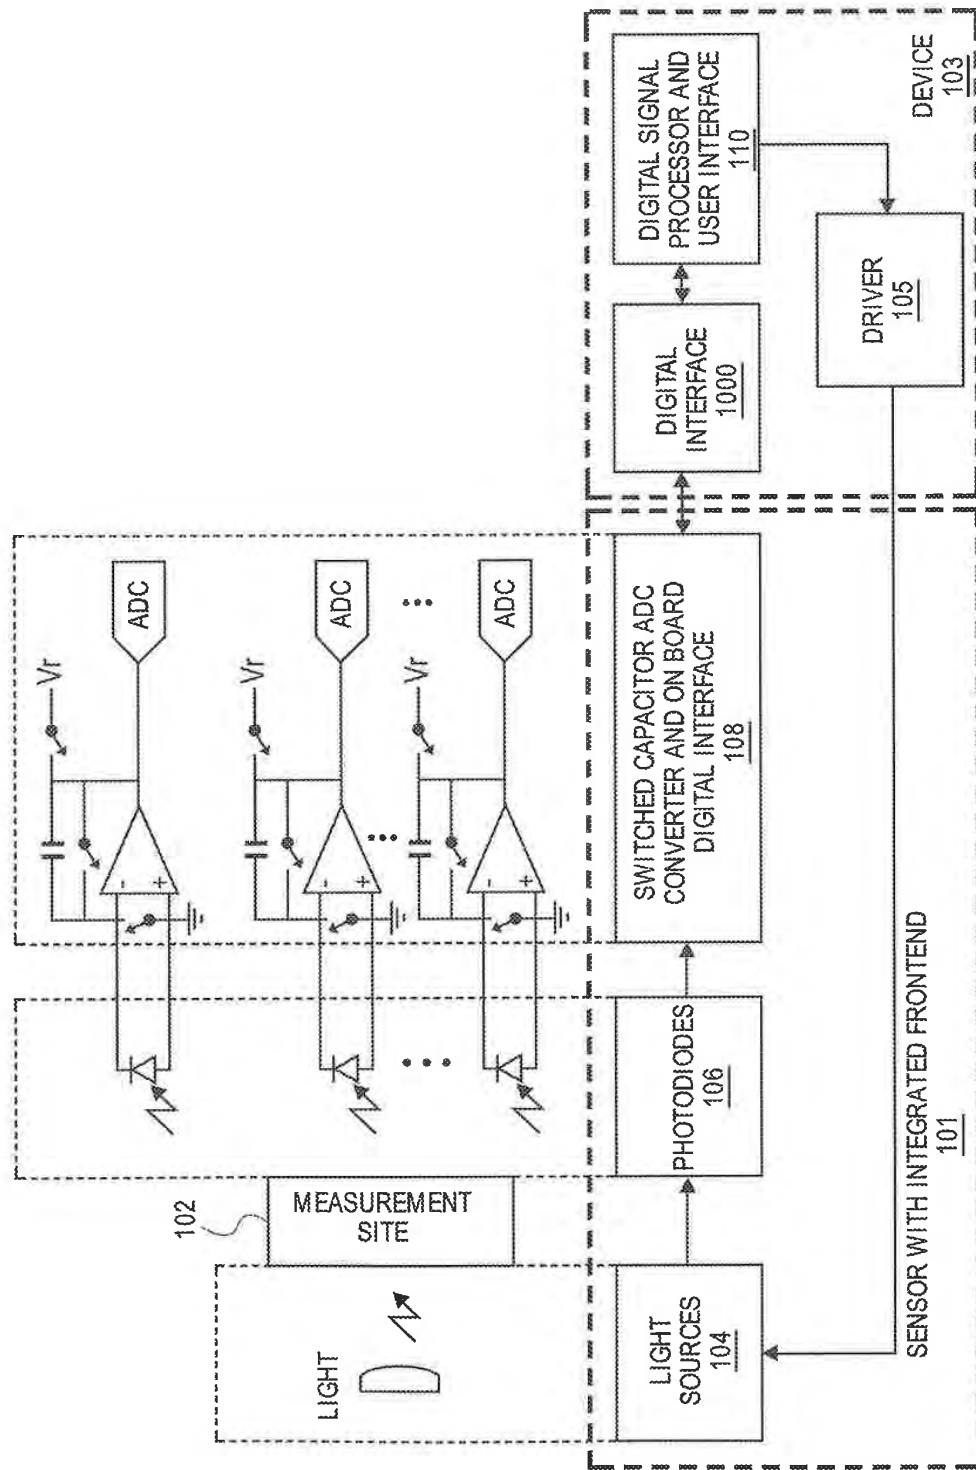 LIGHT
102
MEASUREMENT
SITE
-
+
Vr
ADC
-
+
Vr
ADC
-
+
Vr
ADC
LIGHT
SOURCES
104
PHOTODIODES
106
SWITCHED CAPACITOR ADC
CONVERTER AND ON BOARD
DIGITAL INTERFACE
108
DIGITAL
INTERFACE
1000
DIGITAL SIGNAL
PROCESSOR AND
USER INTERFACE
110
DRIVER
105
DEVICE
103
SENSOR WITH INTEGRATED FRONTEND
101